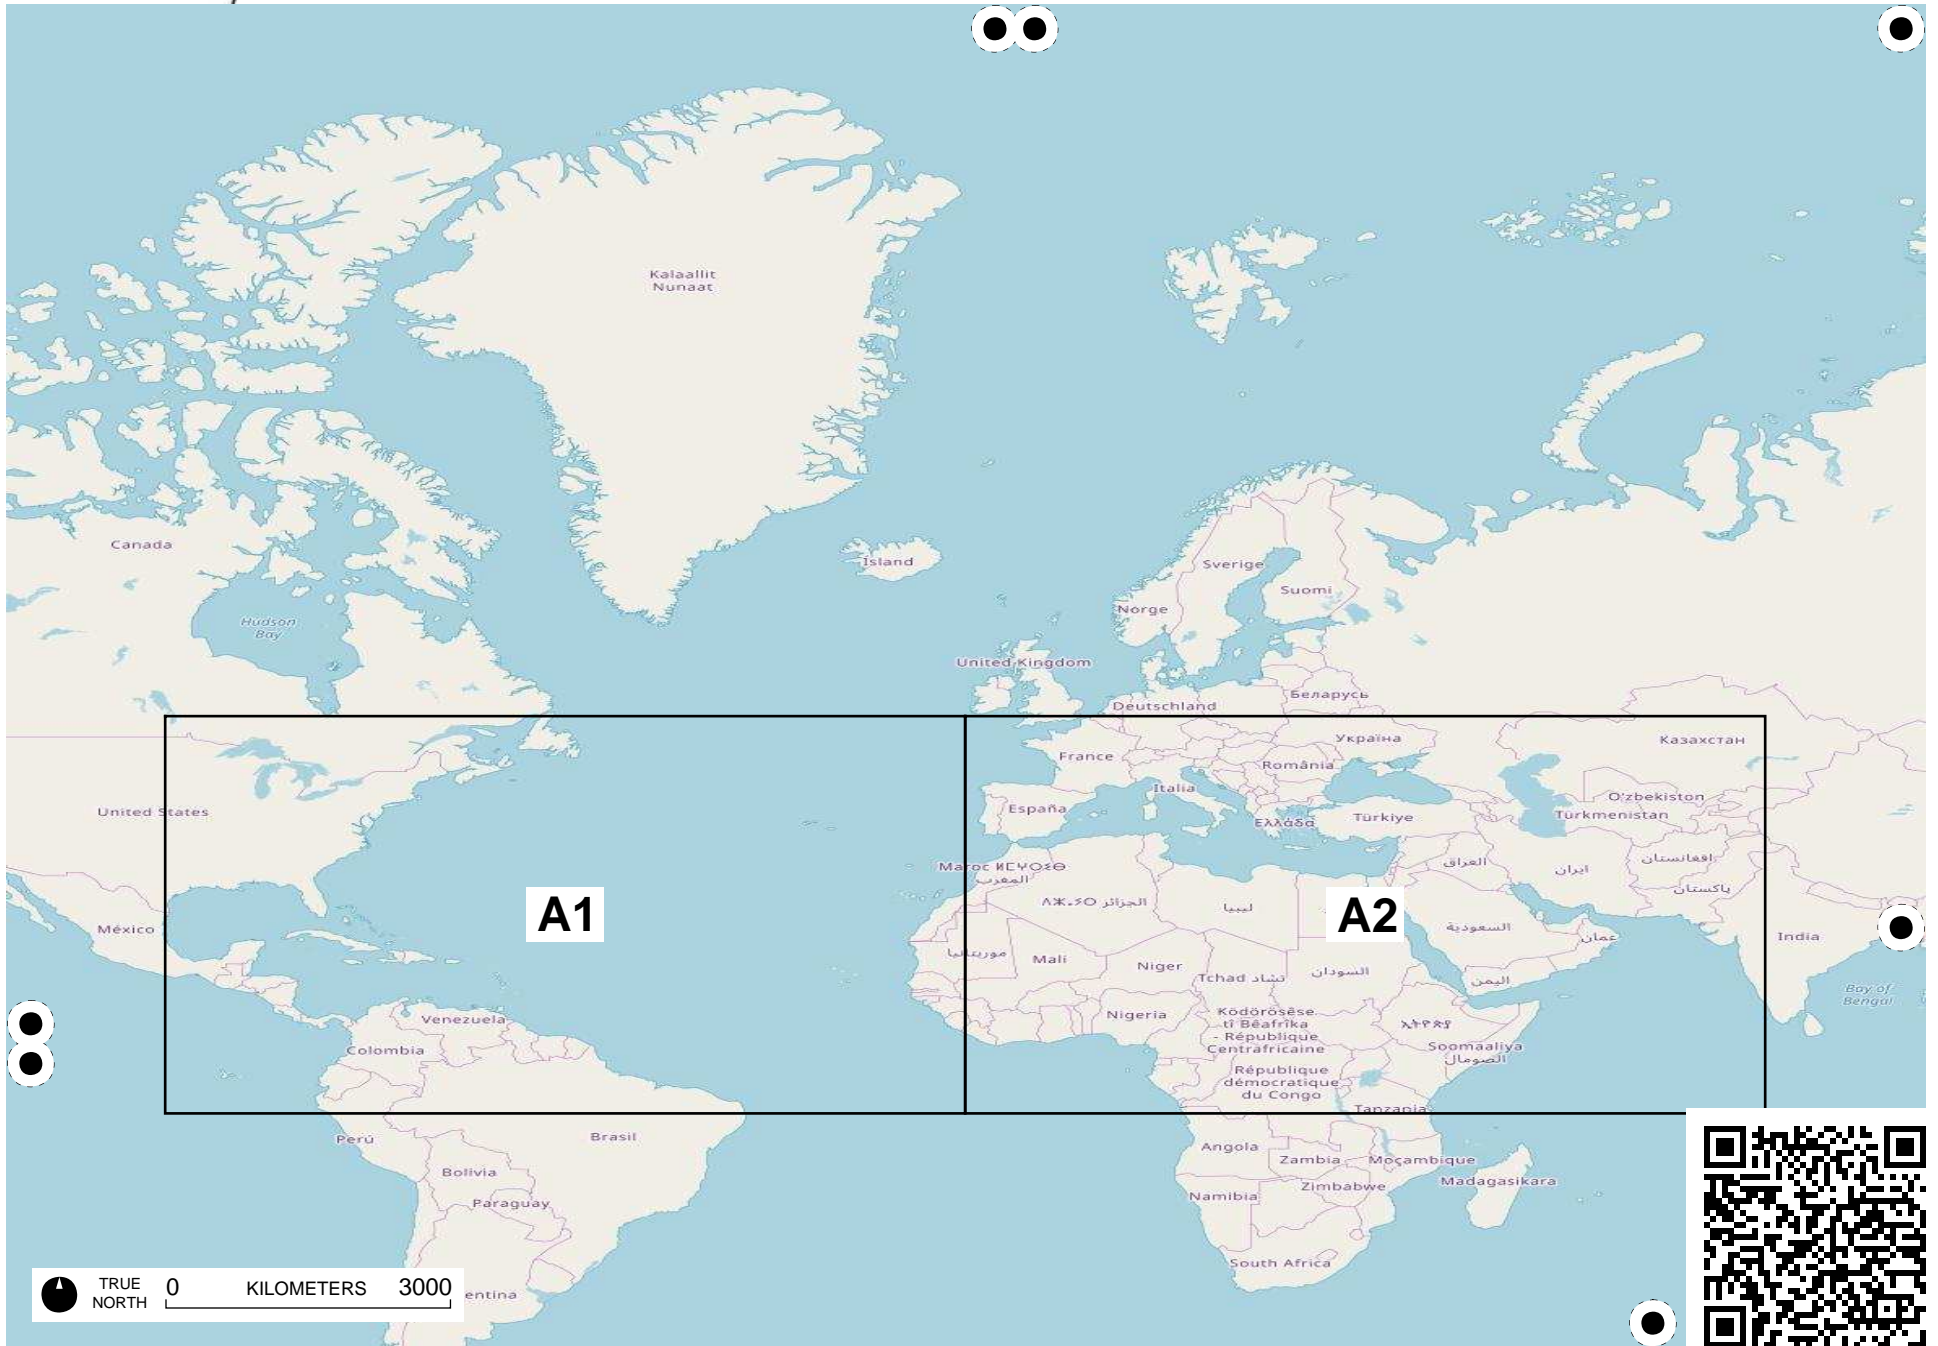 Kalaallit
Nunaat
Canada
Ísland
Sverige
Suomi
Norge
Hudson
Bay
United Kingdom
Беларусь
Deutschland
Україна
Казахстан
France
România
Italia
O'zbekiston
United States
España
Türkiye
Türkmenistan
Ελλάδα
العراق
افغانستان
Maroc ⵍⵎⵖⵔⵉⴱ
المغرب
ایران
پاکستان
الجزائر
ليبيا
A1
A2
السعودية
México
عمان
India
موريتانيا
Mali
Niger
Tchad تشاد
السودان
اليمن
Bay of
Bengal
Venezuela
Nigeria
Ködörösêse
tî Bêafrîka
- République
Centrafricaine
ኢትዮጵያ
Colombia
Soomaaliya
الصومال
République
démocratique
du Congo
Tanzania
Perú
Brasil
Angola
Zambia
Moçambique
Bolivia
Madagasikara
Zimbabwe
Paraguay
Namibia
South Africa
entina
TRUE
NORTH
0 KILOMETERS 3000